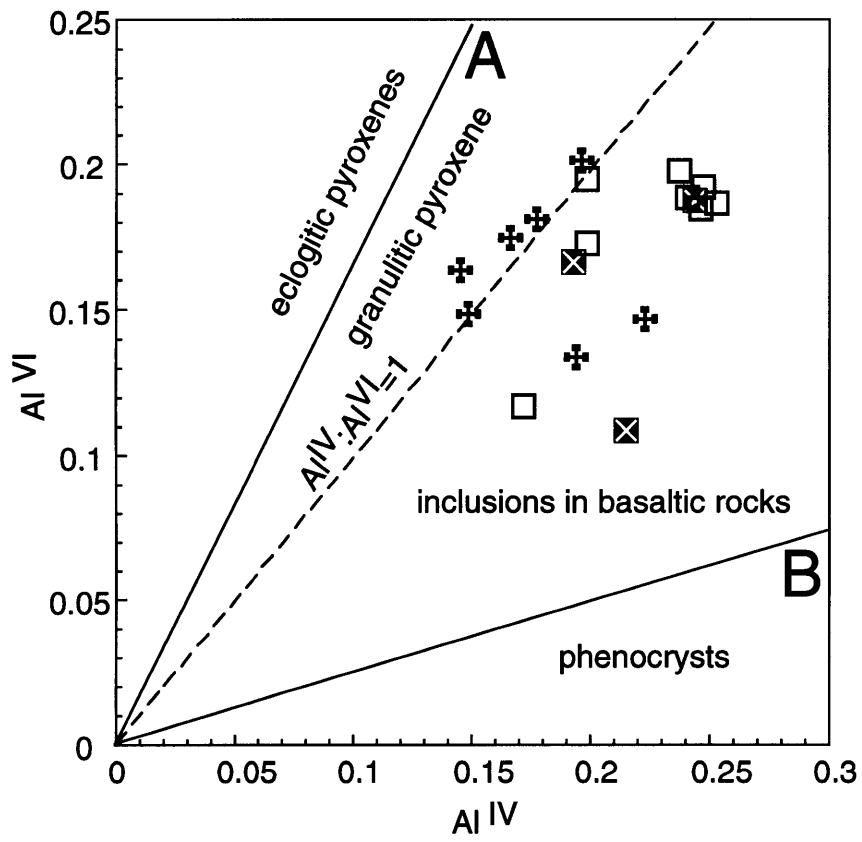 0.25
0.2
0.15
0.1
0.05
0
Al VI
A
eclogitic pyroxenes
granulitic pyroxene
AlIV:AlVI=1
inclusions in basaltic rocks
B
phenocrysts
0 0.05 0.1 0.15 0.2 0.25 0.3
Al IV